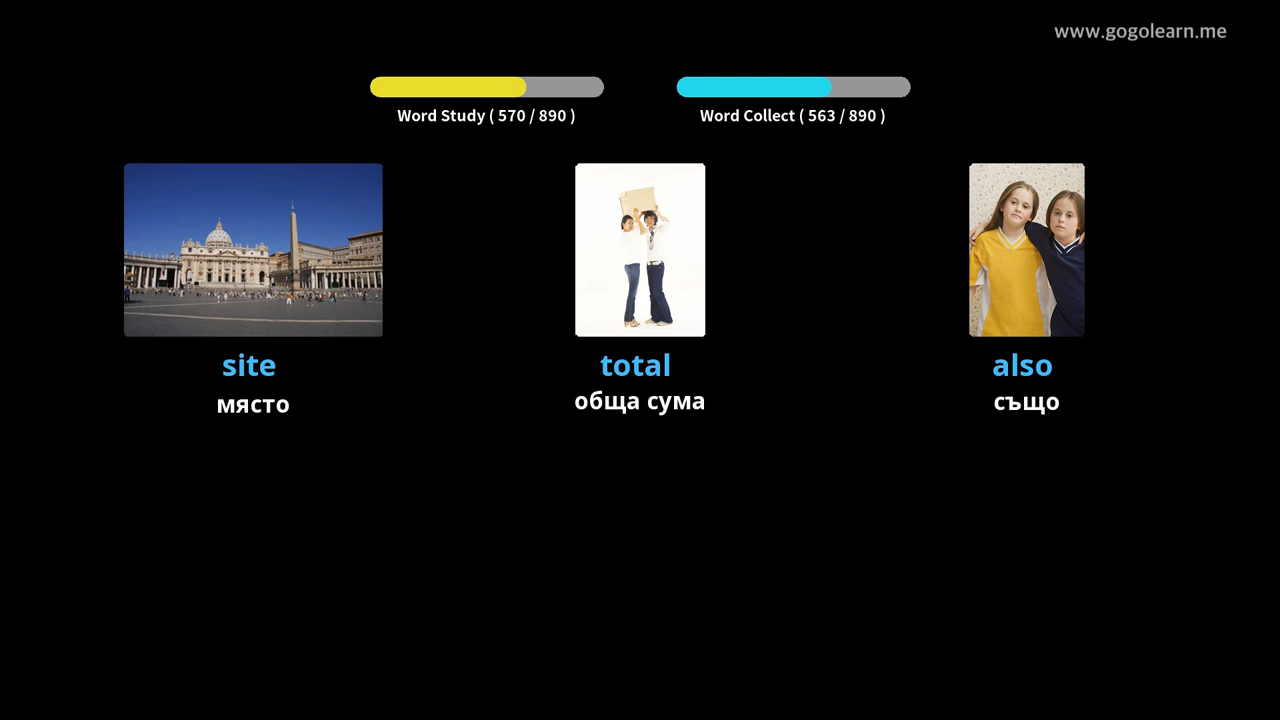 www.gogolearn.me
Word Study ( 570 / 890 )
Word Collect ( 563 / 890 )
site
място
total
обща сума
also
също